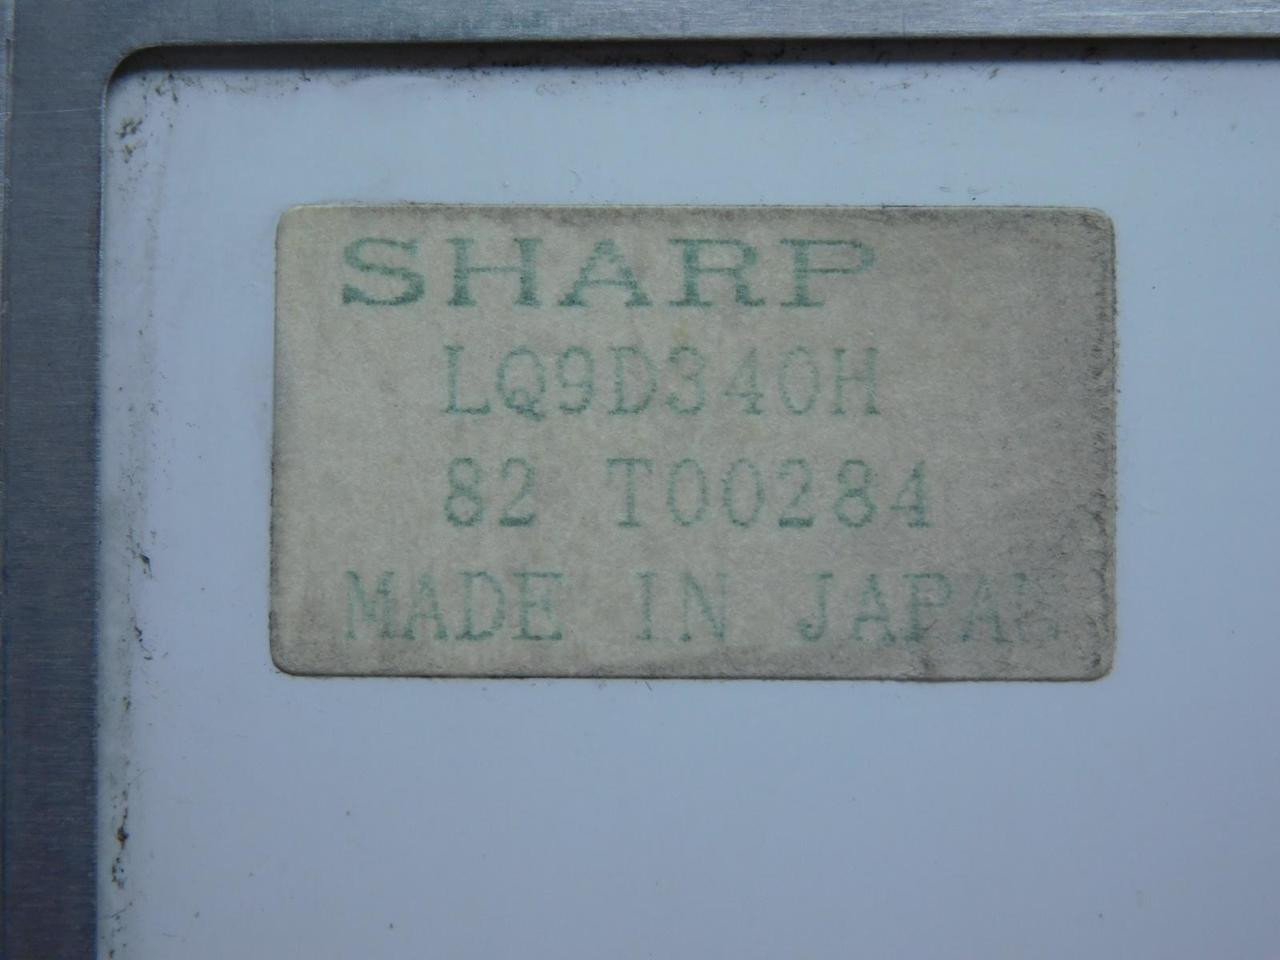 SHARP
LQ9D340H
82 T00284
MADE IN JAPAN